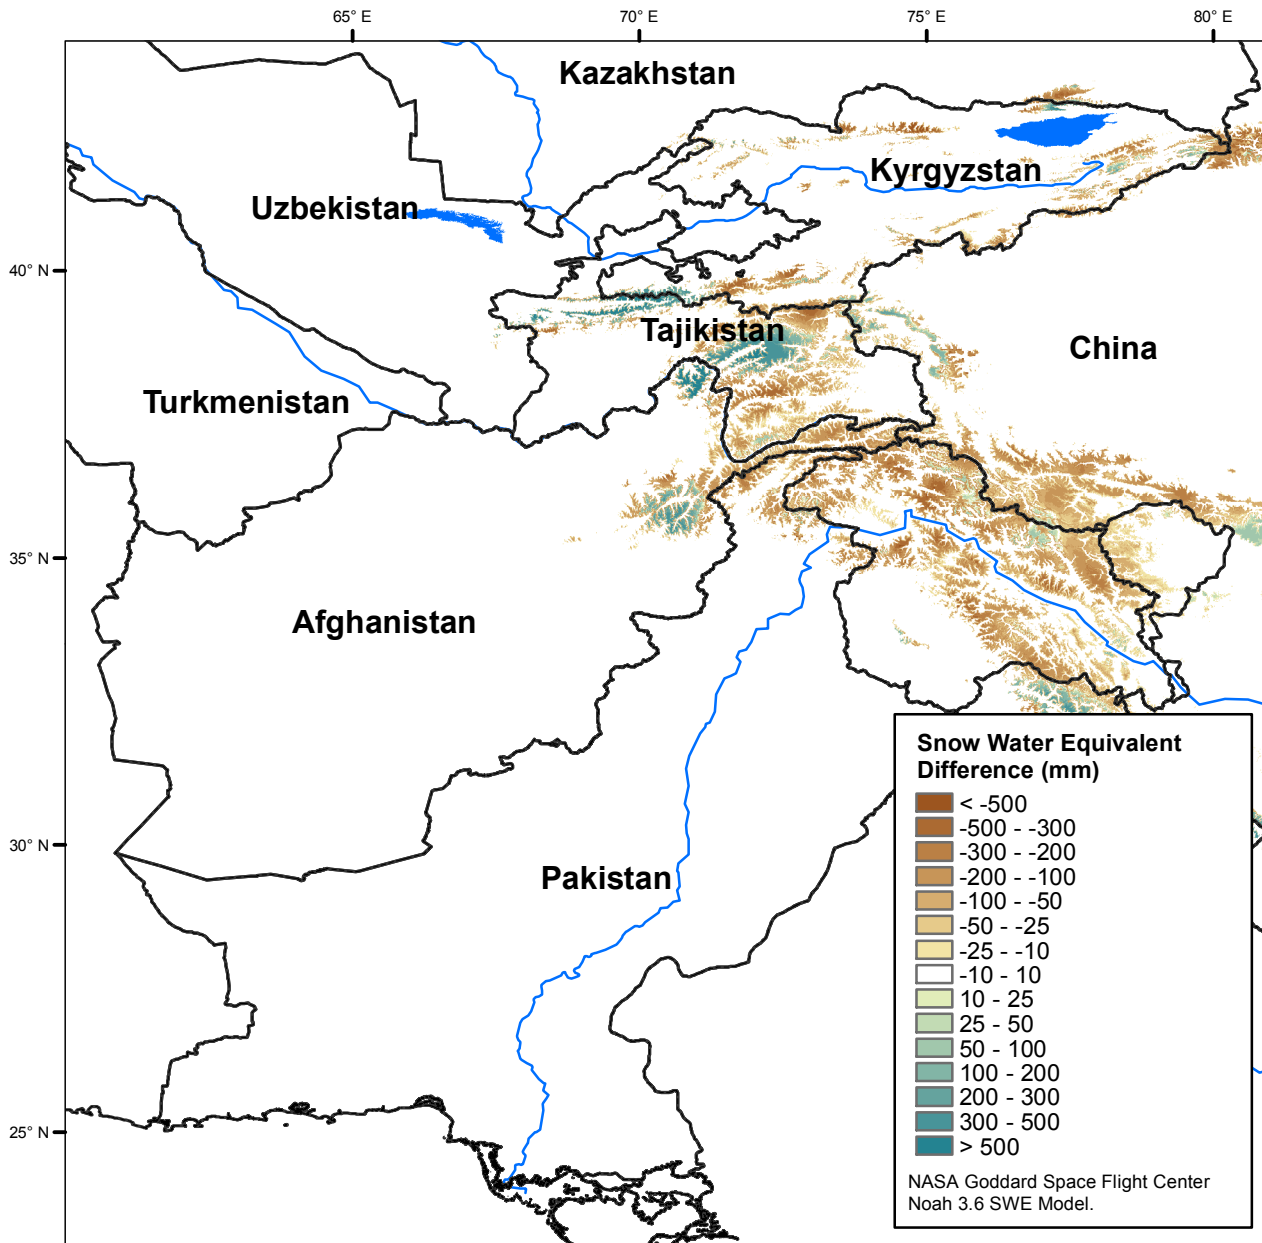 65° E
70° E
75° E
80° E
Kazakhstan
Kyrgyzstan
Uzbekistan
40° N
Tajikistan
China
Turkmenistan
35° N
Afghanistan
Snow Water Equivalent
Difference (mm)
< -500
-500 - -300
-300 - -200
-200 - -100
-100 - -50
-50 - -25
-25 - -10
-10 - 10
10 - 25
25 - 50
50 - 100
100 - 200
200 - 300
300 - 500
> 500
NASA Goddard Space Flight Center
Noah 3.6 SWE Model.
30° N
Pakistan
25° N